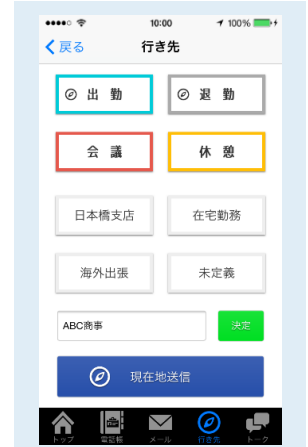 10:00 100%
戻る 行き先
出 勤 退 勤
会 議 休 憩
日本橋支店 在宅勤務
海外出張 未定義
ABC商事 決定
現在地送信
トップ 電話帳 メール 行き先 トーク